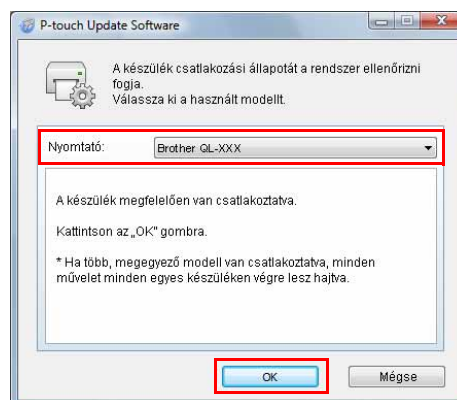 P-touch Update Software
A készülék csatlakozási állapotát a rendszer ellenőrizni
fogja.
Válassza ki a használt modellt.
Nyomtató:
Brother QL-XXX
A készülék megfelelően van csatlakoztatva.
Kattintson az „OK” gombra.
* Ha több, megegyező modell van csatlakoztatva, minden
művelet minden egyes készüléken végre lesz hajtva.
OK
Mégse